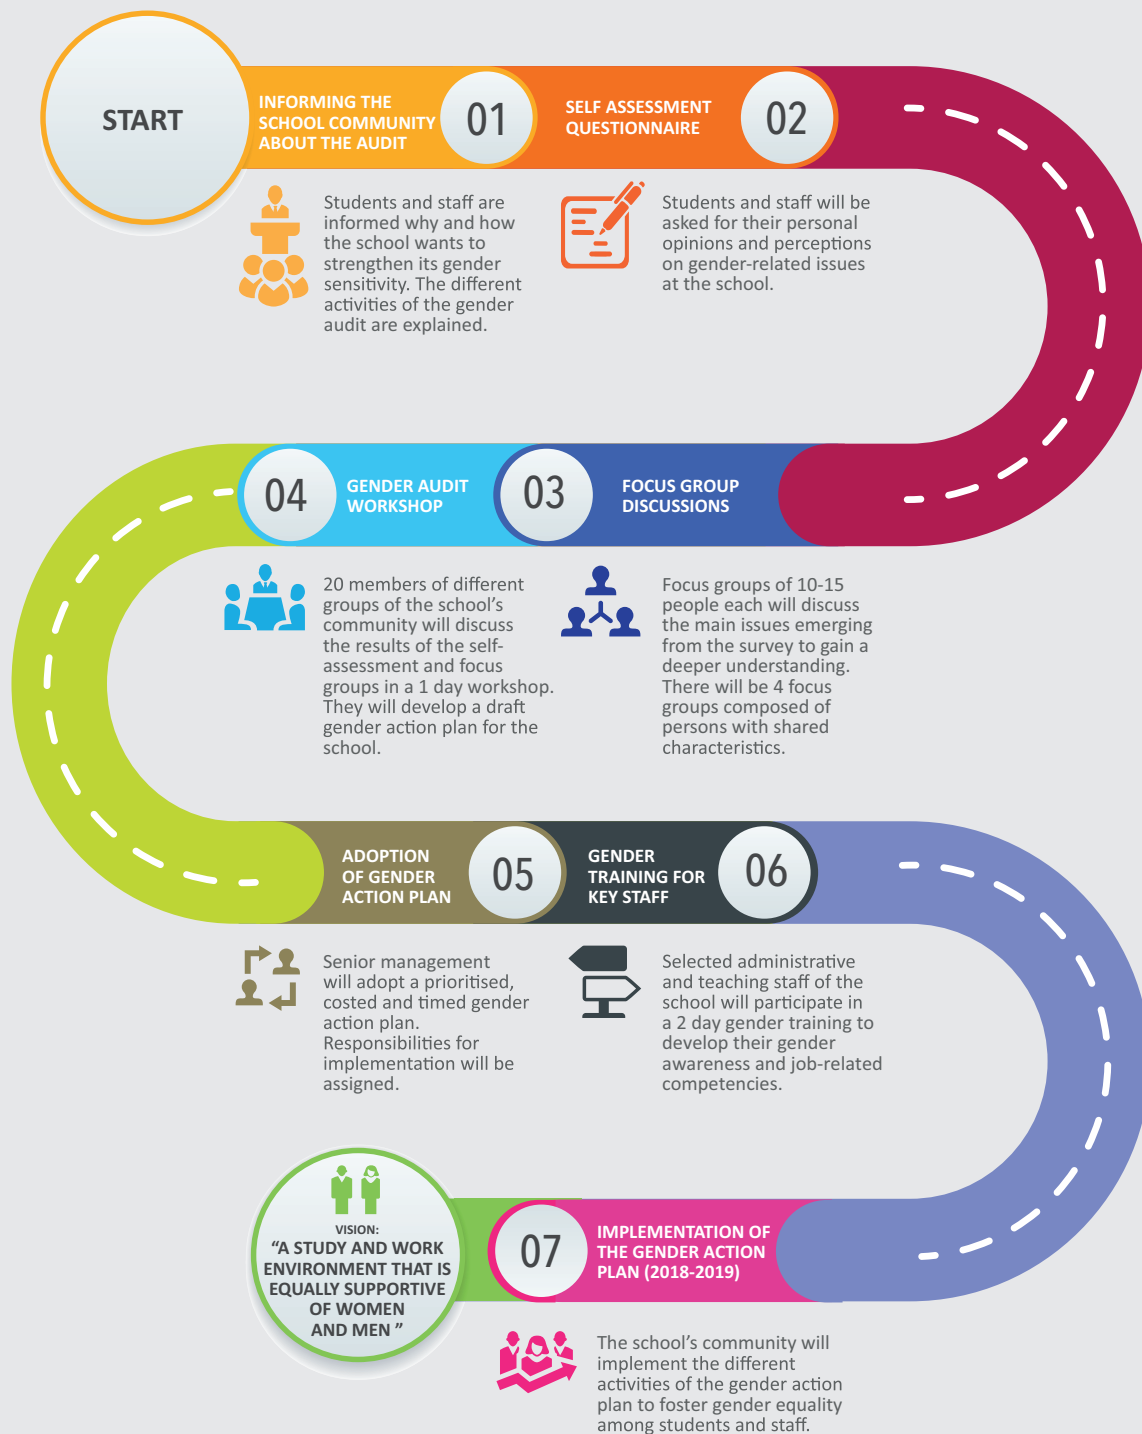 START
INFORMING THE
SCHOOL COMMUNITY
ABOUT THE AUDIT
01
Students and staff are
informed why and how
the school wants to
strengthen its gender
sensitivity. The different
activities of the gender
audit are explained.
SELF ASSESSMENT
QUESTIONNAIRE
02
Students and staff will be
asked for their personal
opinions and perceptions
on gender-related issues
at the school.
03
FOCUS GROUP
DISCUSSIONS
Focus groups of 10-15
people each will discuss
the main issues emerging
from the survey to gain a
deeper understanding.
There will be 4 focus
groups composed of
persons with shared
characteristics.
04
GENDER AUDIT
WORKSHOP
20 members of different
groups of the school’s
community will discuss
the results of the self-
assessment and focus
groups in a 1 day workshop.
They will develop a draft
gender action plan for the
school.
ADOPTION
OF GENDER
ACTION PLAN
05
Senior management
will adopt a prioritised,
costed and timed gender
action plan.
Responsibilities for
implementation will be
assigned.
GENDER
TRAINING FOR
KEY STAFF
06
Selected administrative
and teaching staff of the
school will participate in
a 2 day gender training to
develop their gender
awareness and job-related
competencies.
07
IMPLEMENTATION OF
THE GENDER ACTION
PLAN (2018-2019)
The school’s community will
implement the different
activities of the gender action
plan to foster gender equality
among students and staff.
VISION:
“A STUDY AND WORK
ENVIRONMENT THAT IS
EQUALLY SUPPORTIVE
OF WOMEN
AND MEN ”